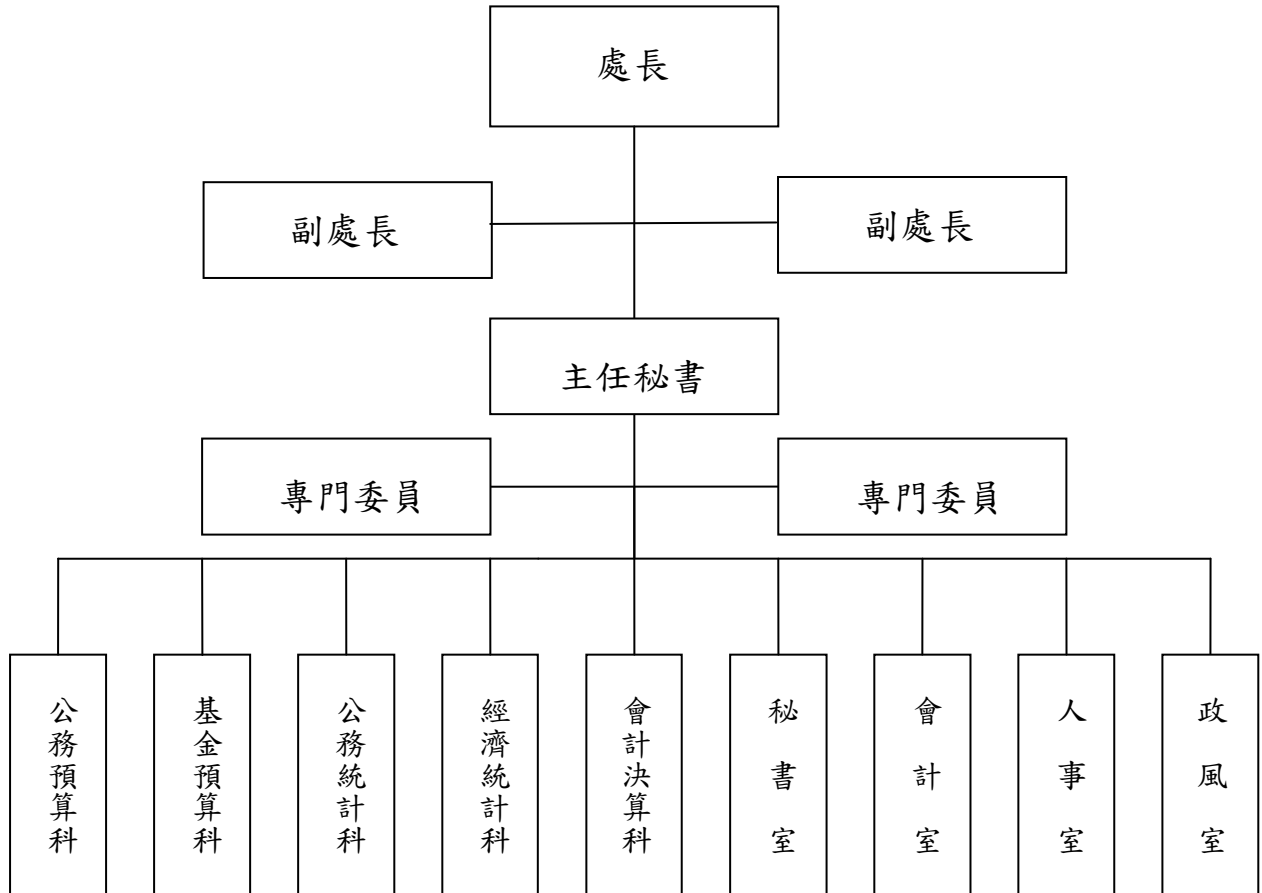 處長
副處長
副處長
主任秘書
專門委員
專門委員
公務預算科
基金預算科
公務統計科
經濟統計科
會計決算科
秘書室
會計室
人事室
政風室